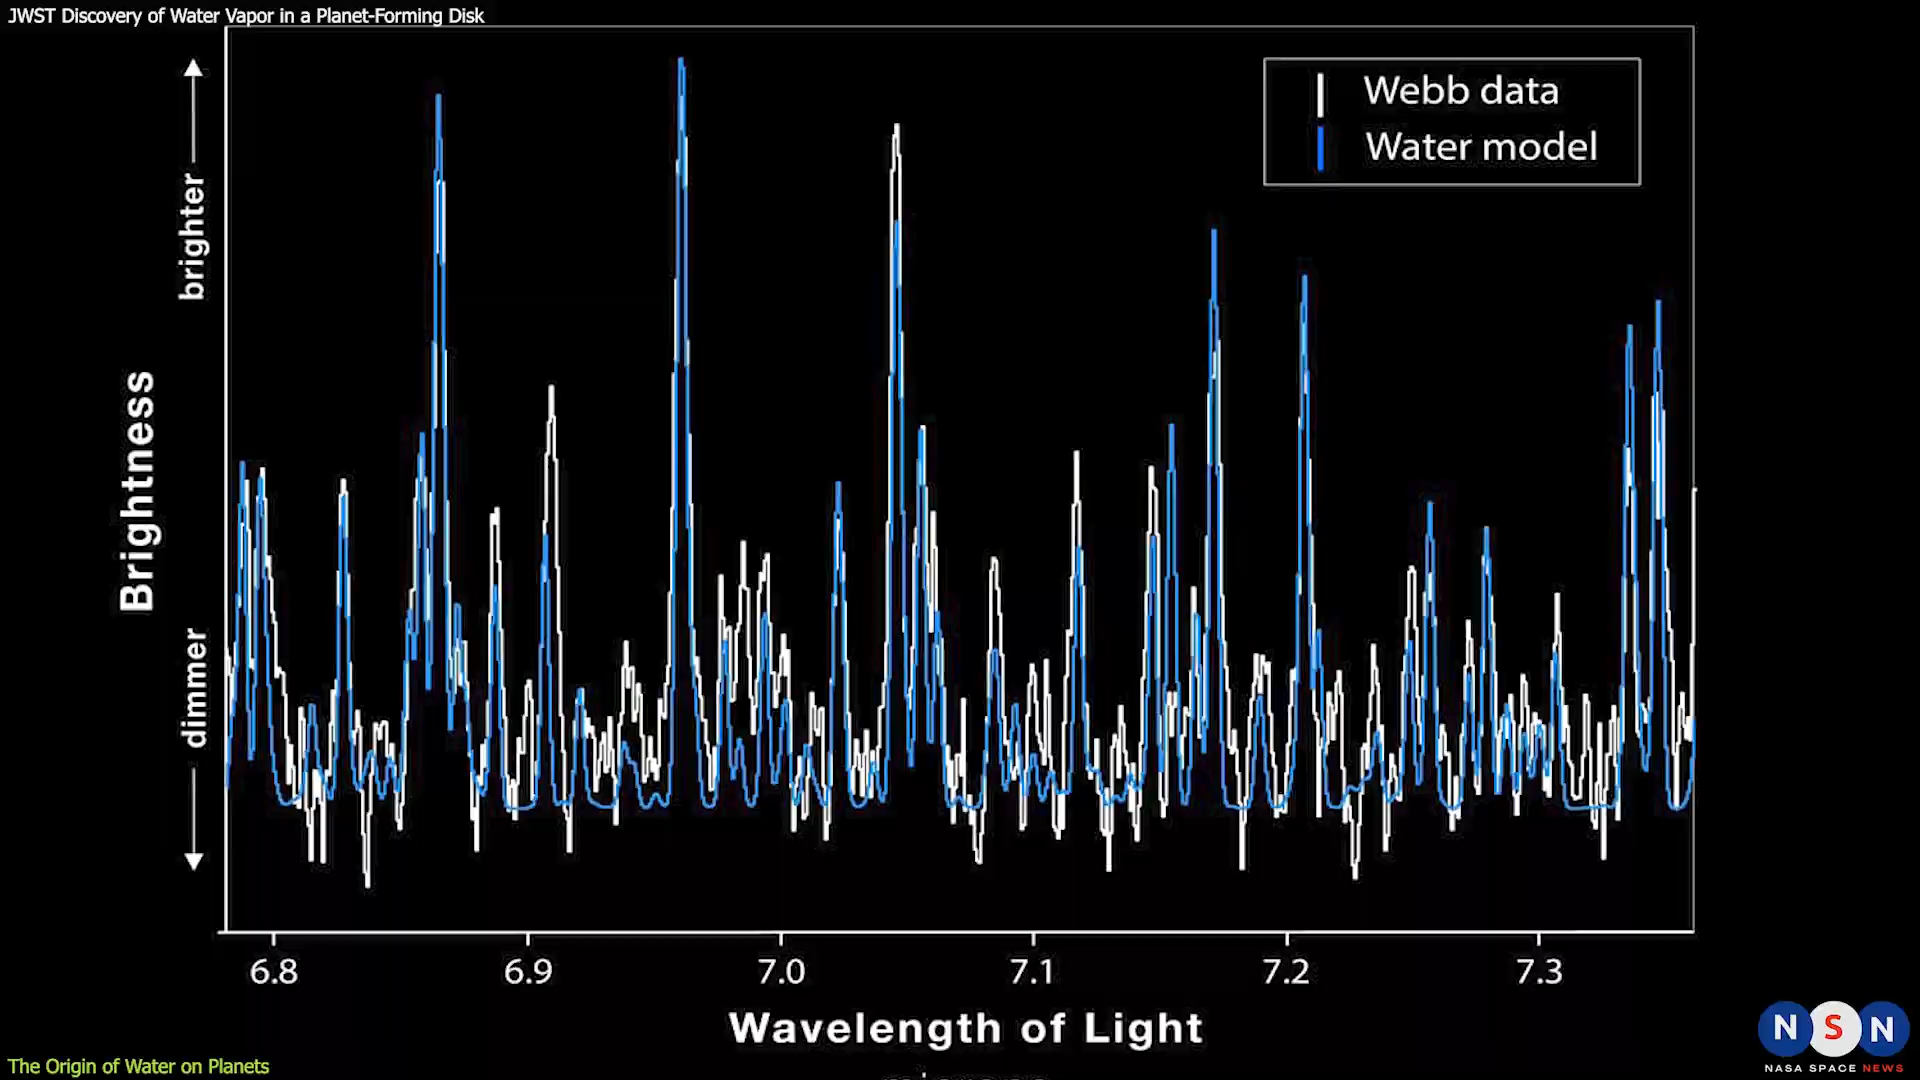 JWST Discovery of Water Vapor in a Planet-Forming Disk
Webb data
Water model
brighter
Brightness
dimmer
6.8 6.9 7.0 7.1 7.2 7.3
Wavelength of Light
The Origin of Water on Planets
NSN
NASA SPACE NEWS